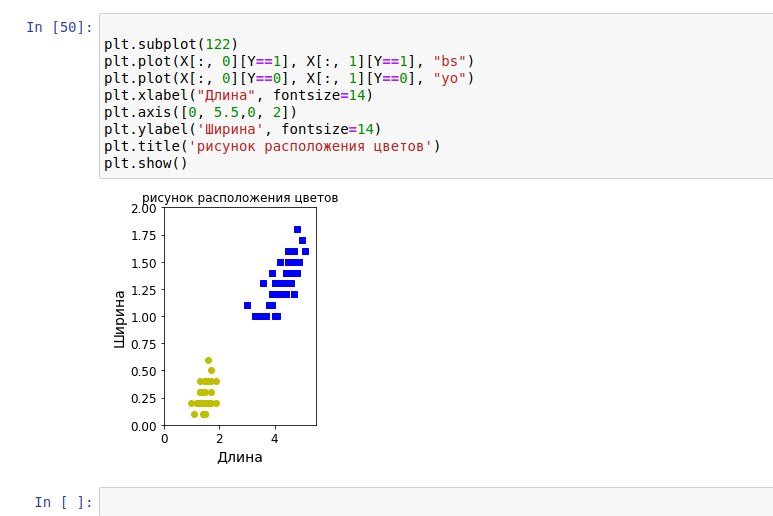 In [50]:
plt.subplot(122)
plt.plot(X[:, 0][Y==1], X[:, 1][Y==1], "bs")
plt.plot(X[:, 0][Y==0], X[:, 1][Y==0], "yo")
plt.xlabel("Длина", fontsize=14)
plt.axis([0, 5.5,0, 2])
plt.ylabel('Ширина', fontsize=14)
plt.title('рисунок расположения цветов')
plt.show()
рисунок расположения цветов
2.00
1.75
1.50
1.25
1.00
0.75
0.50
0.25
0.00
Ширина
0 2 4
Длина
In [ ]: